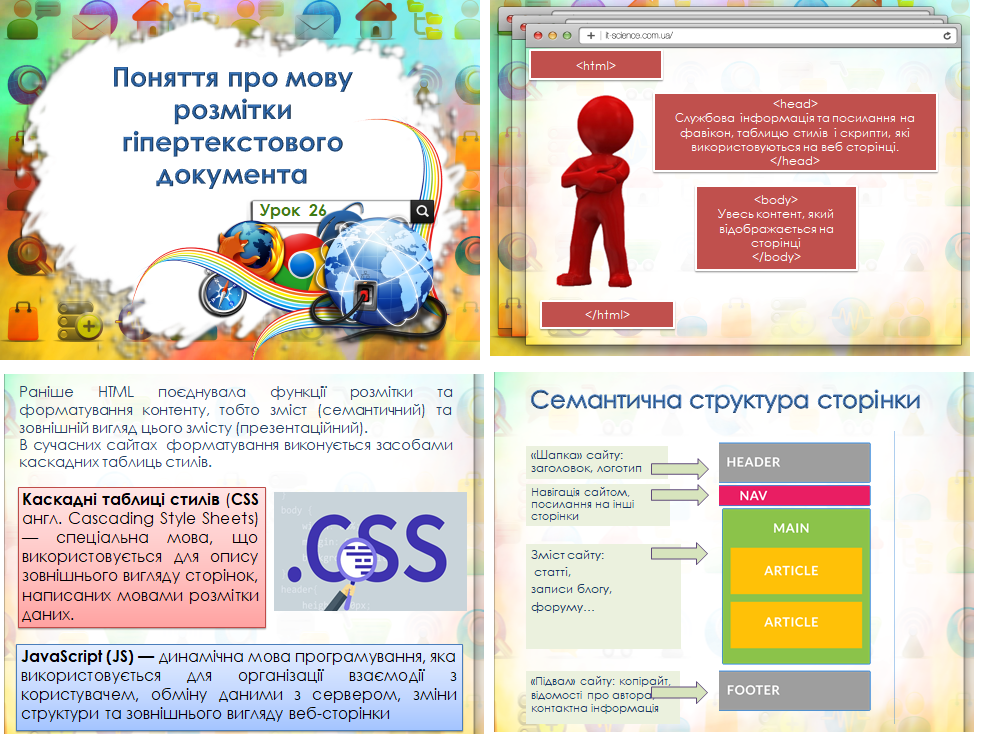 Поняття про мову
розмітки
гіпертекстового
документа
Урок 26
it-science.com.ua/
<html>
<head>
Службова інформація та посилання на
фавікон, таблицю стилів і скрипти, які
використовуються на веб сторінці.
</head>
<body>
Увесь контент, який
відображається на
сторінці
</body>
</html>
Раніше HTML поєднувала функції розмітки та
форматування контенту, тобто зміст (семантичний) та
зовнішній вигляд цього змісту (презентаційний).
В сучасних сайтах форматування виконується засобами
каскадних таблиць стилів.
Каскадні таблиці стилів (CSS
англ. Cascading Style Sheets)
— спеціальна мова, що
використовується для опису
зовнішнього вигляду сторінок,
написаних мовами розмітки
даних.
body {
.CSS
header{
JavaScript (JS) — динамічна мова програмування, яка
використовується для організації взаємодії з
користувачем, обміну даними з сервером, зміни
структури та зовнішнього вигляду веб-сторінки
Семантична структура сторінки
«Шапка» сайту:
заголовок, логотип
HEADER
Навігація сайтом,
посилання на інші
сторінки
NAV
MAIN
Зміст сайту:
статті,
записи блогу,
форуму…
ARTICLE
ARTICLE
«Підвал» сайту: копірайт,
відомості про автора,
контактна інформація
FOOTER